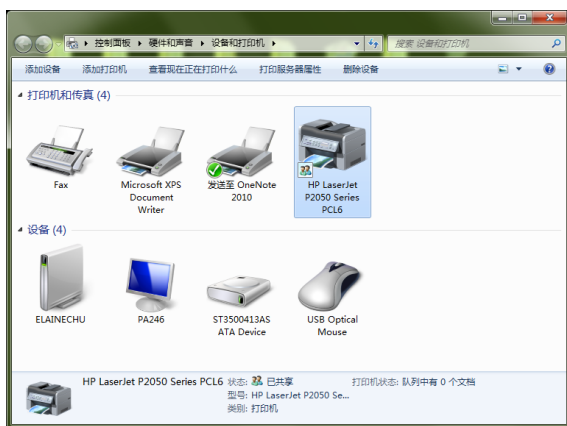 控制面板 ▸ 硬件和声音 ▸ 设备和打印机 ▸
搜索 设备和打印机
添加设备 添加打印机 查看现在正在打印什么 打印服务器属性 删除设备
打印机和传真 (4)
Fax
Microsoft XPS
Document
Writer
发送至 OneNote
2010
HP LaserJet
P2050 Series
PCL6
设备 (4)
ELAINECHU
PA246
ST3500413AS
ATA Device
USB Optical
Mouse
HP LaserJet P2050 Series PCL6 状态: 已共享 打印机状态: 队列中有 0 个文档
型号: HP LaserJet P2050 Se...
类别: 打印机